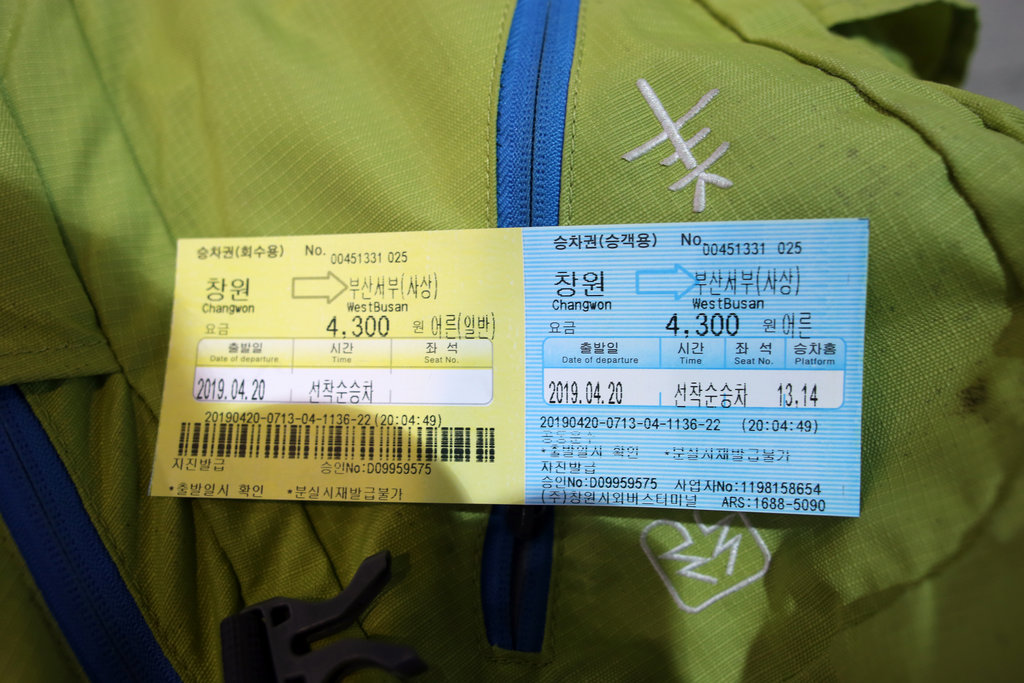 승차권(회수용) No. 00451331 025
창원 부산서부(사상)
Changwon WestBusan
요금 4,300 원 어른(일반)
출발일 시간 좌석
Date of departure Time Seat No.
2019.04.20 선착순승차
20190420-0713-04-1136-22 (20:04:49)
자진발급 승인No:D09959575
*출발일시 확인 *분실시재발급불가
승차권(승객용) No. 00451331 025
창원 부산서부(사상)
Changwon WestBusan
요금 4,300 원 어른
출발일 시간 좌석 승차홈
Date of departure Time Seat No. Platform
2019.04.20 선착순승차 13,14
20190420-0713-04-1136-22 (20:04:49)
*출발일시 확인 *분실시재발급불가
자진발급
승인No:D09959575 사업자No:1198158654
(주)창원시외버스터미널 ARS:1688-5090